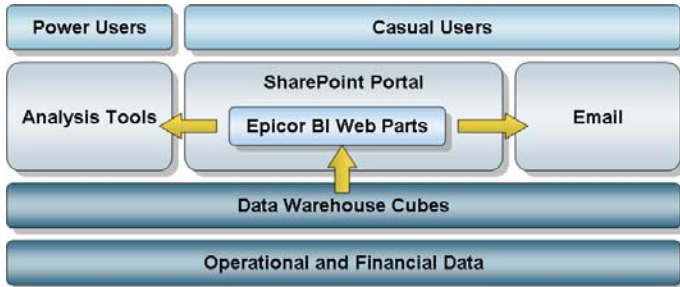 Power Users
Casual Users
SharePoint Portal
Analysis Tools
Epicor BI Web Parts
Email
Data Warehouse Cubes
Operational and Financial Data